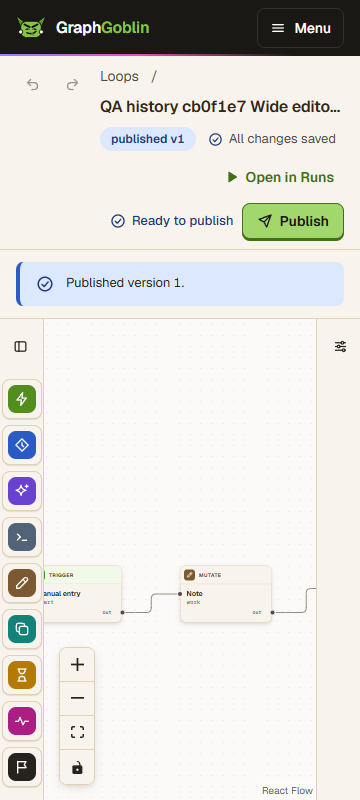 GraphGoblin
Menu
Loops /
QA history cb0f1e7 Wide edito...
published v1
All changes saved
Open in Runs
Ready to publish
Publish
Published version 1.
TRIGGER
anual entry
art
out
MUTATE
Note
work
out
React Flow